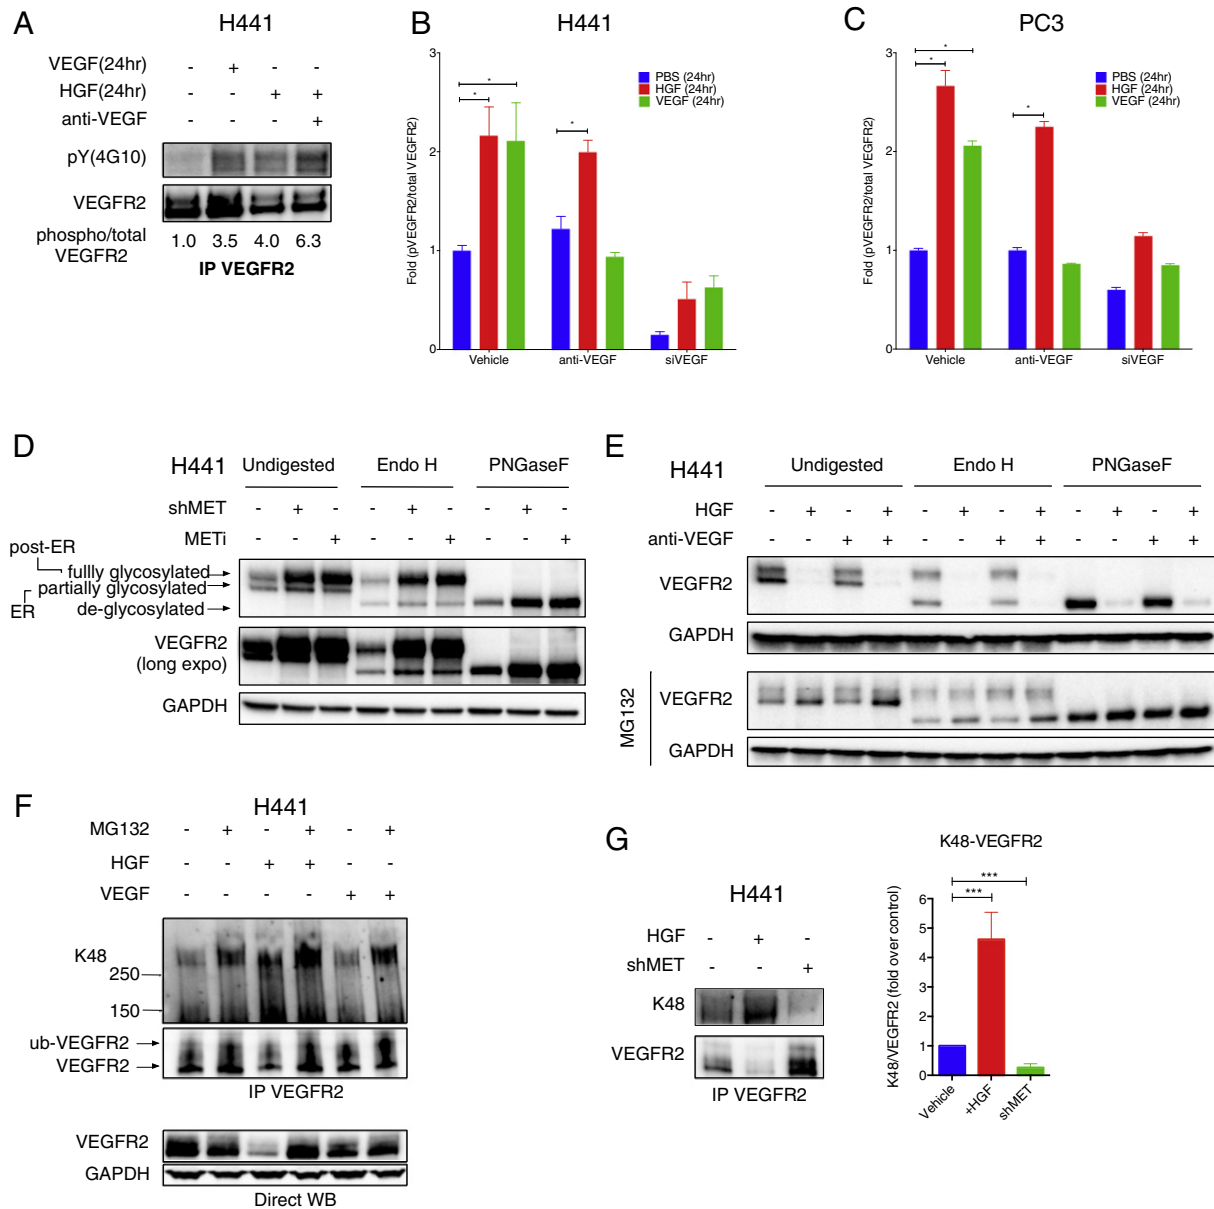 A
H441
VEGF(24hr) - + - -
HGF(24hr) - - + +
anti-VEGF - - - +
pY(4G10)
VEGFR2
phospho/total VEGFR2 1.0 3.5 4.0 6.3
IP VEGFR2
B
H441
Fold (pVEGFR2/total VEGFR2)
3
2
1
0
* * *
PBS (24hr)
HGF (24hr)
VEGF (24hr)
Vehicle anti-VEGF siVEGF
C
PC3
Fold (pVEGFR2/total VEGFR2)
3
2
1
0
* * *
PBS (24hr)
HGF (24hr)
VEGF (24hr)
Vehicle anti-VEGF siVEGF
D
H441 Undigested Endo H PNGaseF
shMET - + - - + - - + -
METi - - + - - + - - +
post-ER
fullly glycosylated
partially glycosylated
ER
de-glycosylated
VEGFR2
(long expo)
GAPDH
E
H441 Undigested Endo H PNGaseF
HGF - + - + - + - + - + - +
anti-VEGF - - + + - - + + - - + +
VEGFR2
GAPDH
MG132
VEGFR2
GAPDH
F
H441
MG132 - + - + - +
HGF - - + + - -
VEGF - - - - + +
K48
250
150
ub-VEGFR2
VEGFR2
IP VEGFR2
VEGFR2
GAPDH
Direct WB
G
H441
HGF - + -
shMET - - +
K48
VEGFR2
IP VEGFR2
K48-VEGFR2
K48/VEGFR2 (fold over control)
***
***
6
5
4
3
2
1
0
Vehicle
+HGF
shMET